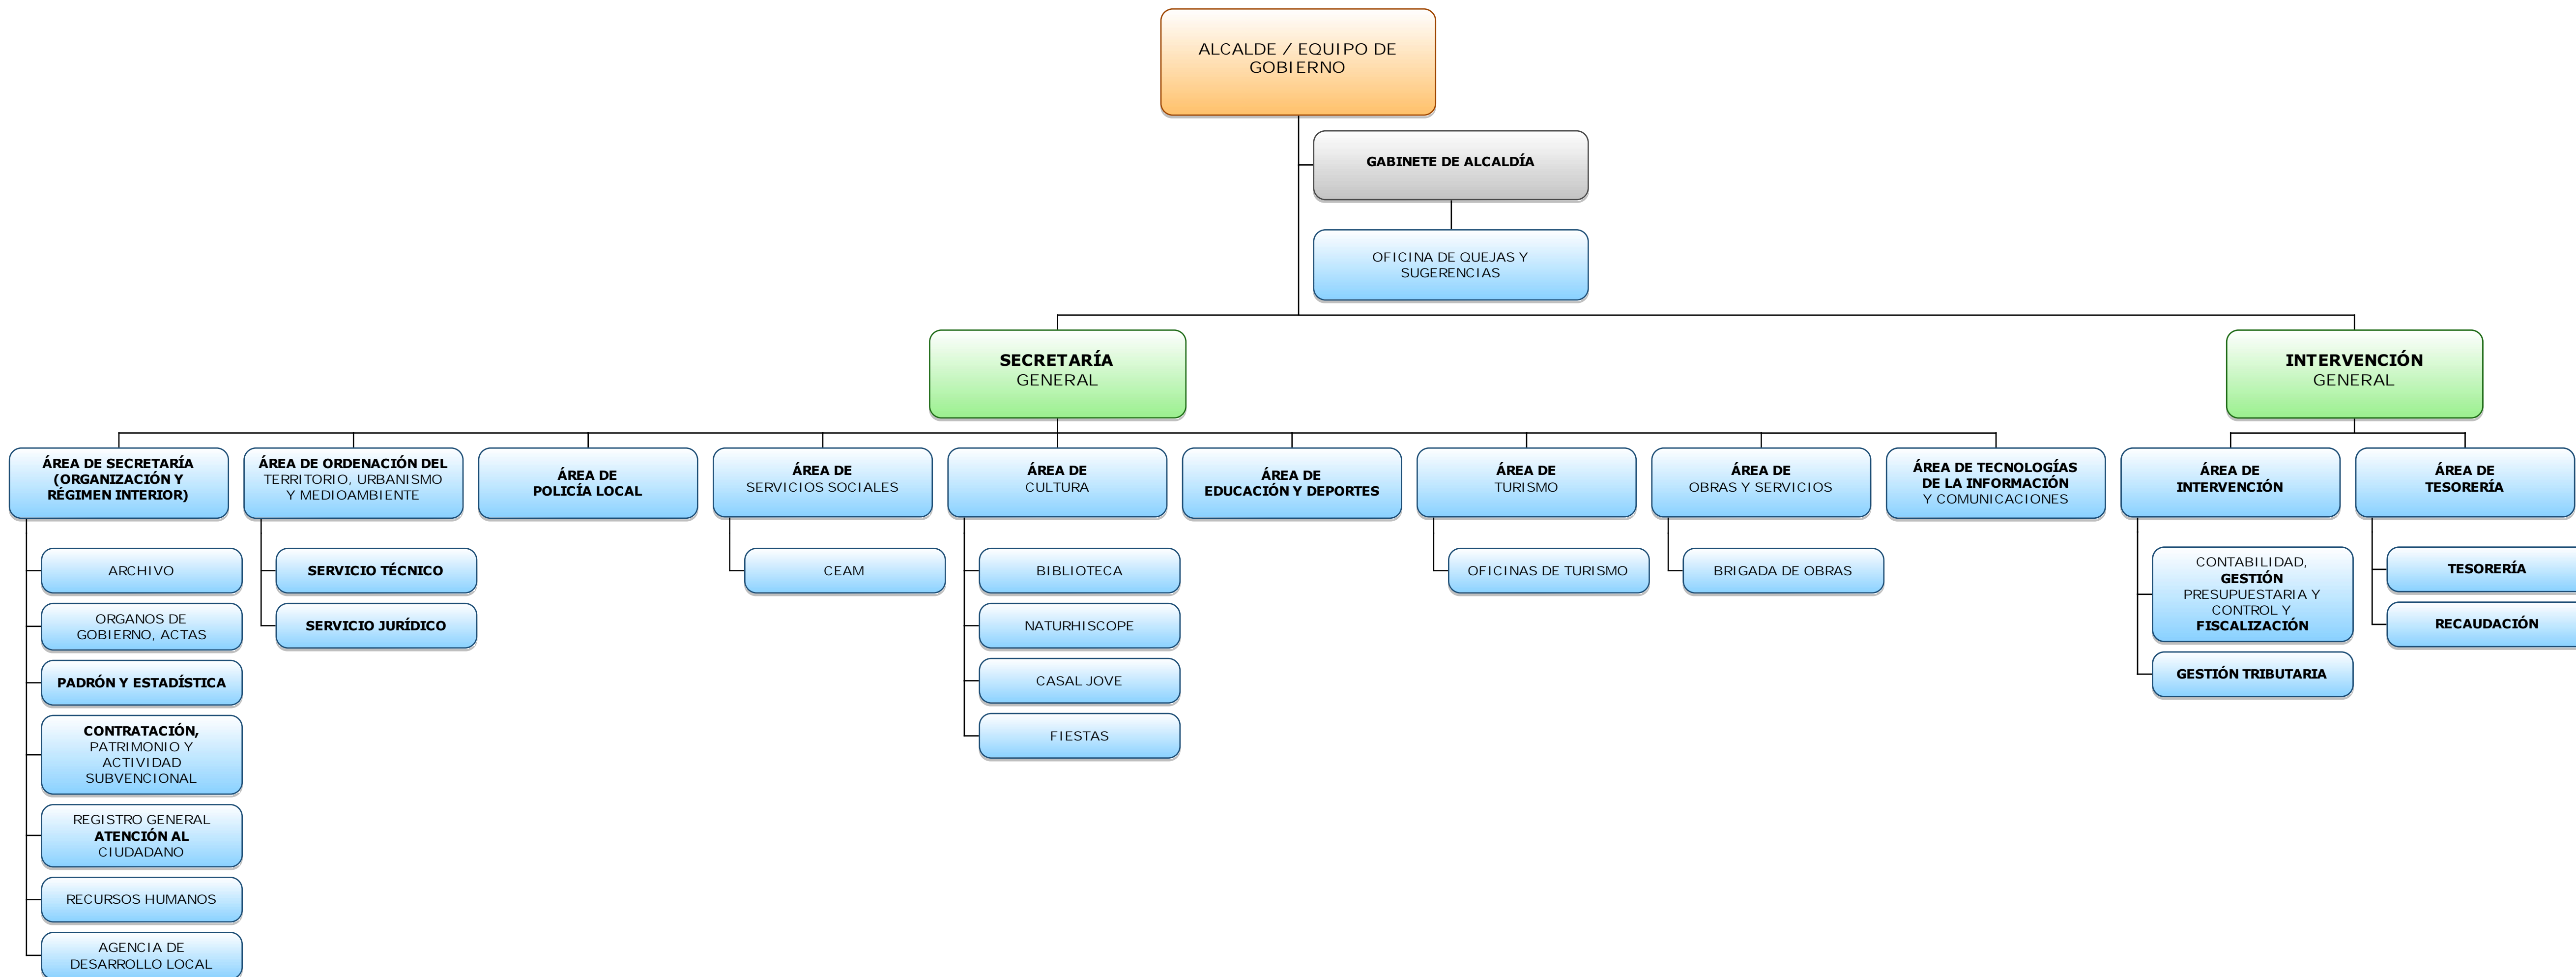 ALCALDE / EQUIPO DE
GOBIERNO
GABINETE DE ALCALDÍA
OFICINA DE QUEJAS Y
SUGERENCIAS
SECRETARÍA
GENERAL
INTERVENCIÓN
GENERAL
ÁREA DE SECRETARÍA
(ORGANIZACIÓN Y
RÉGIMEN INTERIOR)
ÁREA DE ORDENACIÓN DEL
TERRITORIO, URBANISMO
Y MEDIOAMBIENTE
ÁREA DE
POLICÍA LOCAL
ÁREA DE
SERVICIOS SOCIALES
ÁREA DE
CULTURA
ÁREA DE
EDUCACIÓN Y DEPORTES
ÁREA DE
TURISMO
ÁREA DE
OBRAS Y SERVICIOS
ÁREA DE TECNOLOGÍAS
DE LA INFORMACIÓN
Y COMUNICACIONES
ÁREA DE
INTERVENCIÓN
ÁREA DE
TESORERÍA
ARCHIVO
ORGANOS DE
GOBIERNO, ACTAS
PADRÓN Y ESTADÍSTICA
CONTRATACIÓN,
PATRIMONIO Y
ACTIVIDAD
SUBVENCIONAL
REGISTRO GENERAL
ATENCIÓN AL
CIUDADANO
RECURSOS HUMANOS
AGENCIA DE
DESARROLLO LOCAL
SERVICIO TÉCNICO
SERVICIO JURÍDICO
CEAM
BIBLIOTECA
NATURHISCOPE
CASAL JOVE
FIESTAS
OFICINAS DE TURISMO
BRIGADA DE OBRAS
CONTABILIDAD,
GESTIÓN
PRESUPUESTARIA Y
CONTROL Y
FISCALIZACIÓN
GESTIÓN TRIBUTARIA
TESORERÍA
RECAUDACIÓN